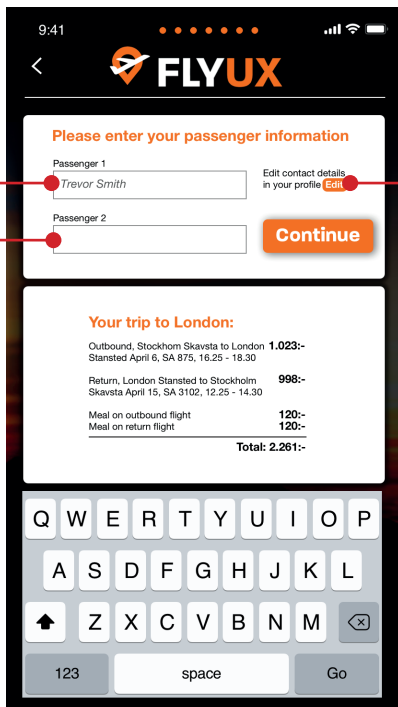 9:41
FLYUX
Please enter your passenger information
Passenger 1
Trevor Smith
Edit contact details
in your profile Edit
Passenger 2
Continue
Your trip to London:
Outbound, Stockhom Skavsta to London 1.023:-
Stansted April 6, SA 875, 16.25 - 18.30
Return, London Stansted to Stockholm 998:-
Skavsta April 15, SA 3102, 12.25 - 14.30
Meal on outbound flight 120:-
Meal on return flight 120:-
Total: 2.261:-
Q W E R T Y U I O P
A S D F G H J K L
Z X C V B N M
123 space Go